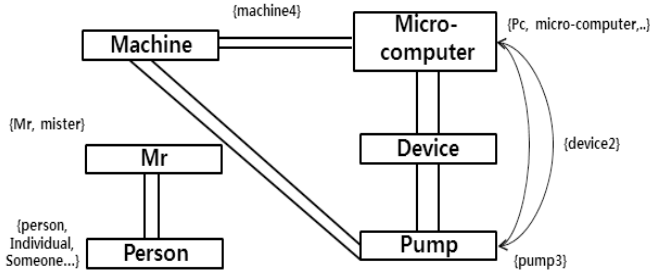 {machine4}
Machine
Micro-
computer
{Pc, micro-computer,..}
{Mr, mister}
Mr
Device
{device2}
{person,
Individual,
Someone...}
Person
Pump
{pump3}